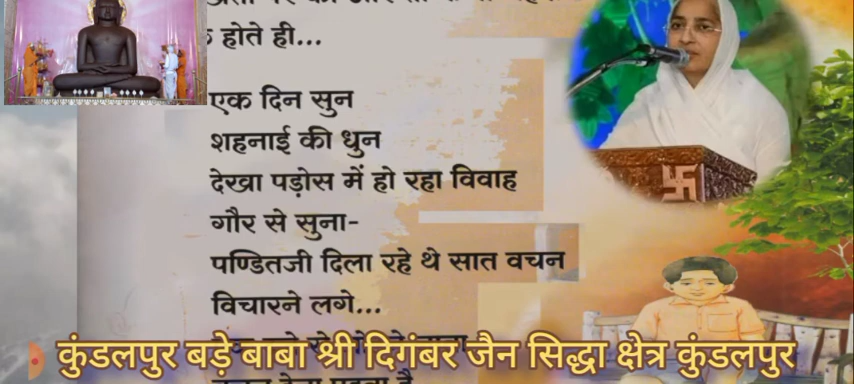 होते ही...
एक दिन सुन
शहनाई की धुन
देखा पड़ोस में हो रहा विवाह
गौर से सुना-
पण्डितजी दिला रहे थे सात वचन
विचारने लगे...
कुंडलपुर बड़े बाबा श्री दिगंबर जैन सिद्धा क्षेत्र कुंडलपुर